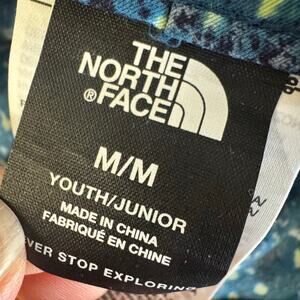 THE
NORTH
®FACE
M/M
YOUTH/JUNIOR
MADE IN CHINA
FABRIQUÉ EN CHINE
VER STOP EXPLORING